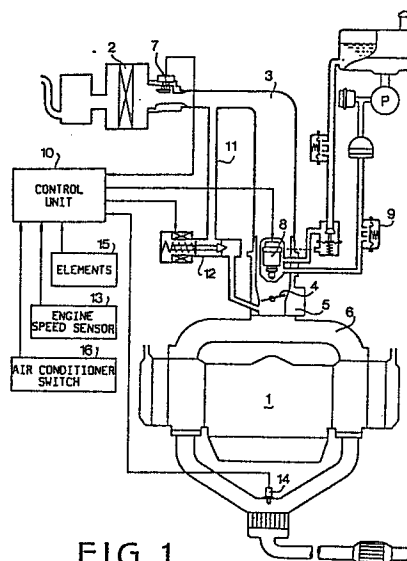 2
7
3
P
10
11
CONTROL
UNIT
8
9
15
ELEMENTS
12
13
4
ENGINE
SPEED SENSOR
5
6
16
AIR CONDITIONER
SWITCH
1
14
FIG. 1